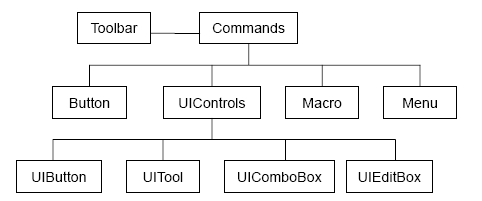 Toolbar Commands
Button UIControls Macro Menu
UIButton UITool UIComboBox UIEditBox